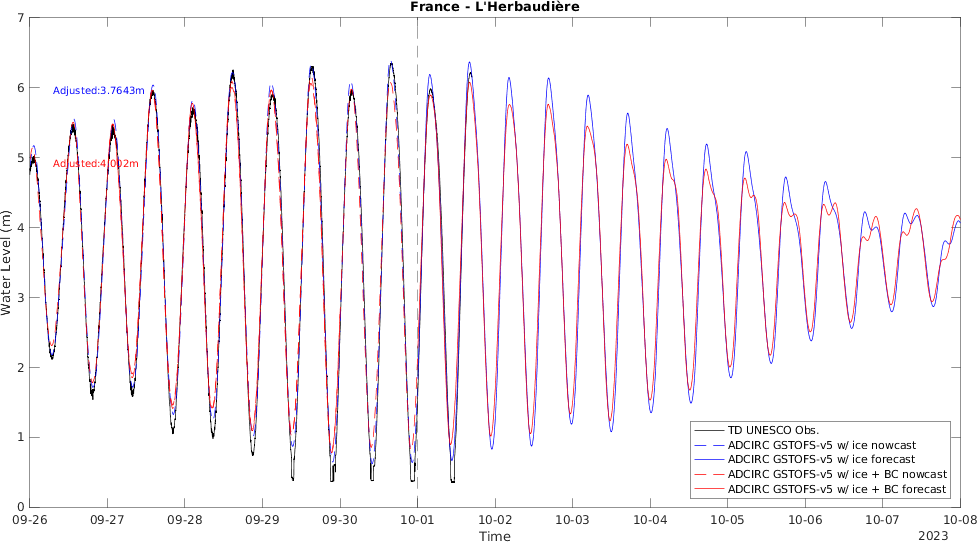 France - L'Herbaudière
7
6
5
4
3
2
1
0
Water Level (m)
Adjusted:3.7643m
Adjusted:4.002m
TD UNESCO Obs.
ADCIRC GSTOFS-v5 w/ ice nowcast
ADCIRC GSTOFS-v5 w/ ice forecast
ADCIRC GSTOFS-v5 w/ ice + BC nowcast
ADCIRC GSTOFS-v5 w/ ice + BC forecast
09-26 09-27 09-28 09-29 09-30 10-01 10-02 10-03 10-04 10-05 10-06 10-07 10-08
Time
2023